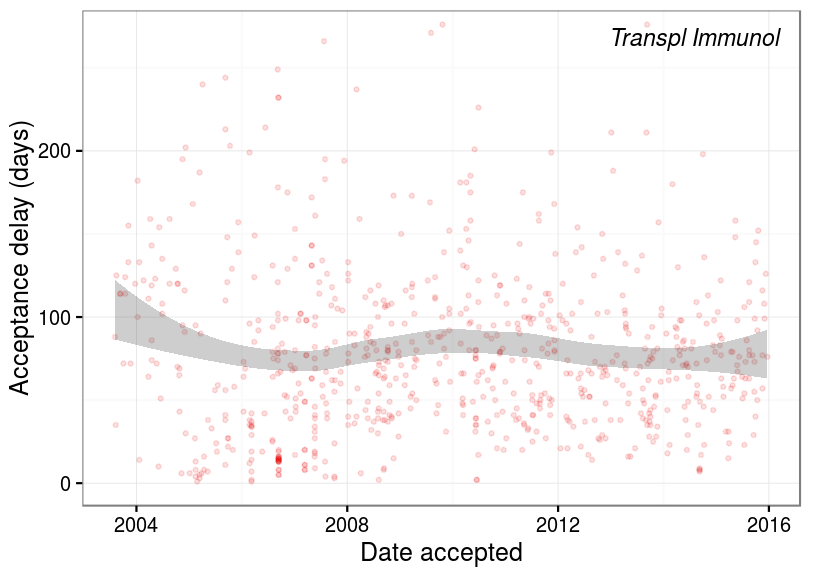 Transpl Immunol
Acceptance delay (days)
200
100
0
2004 2008 2012 2016
Date accepted